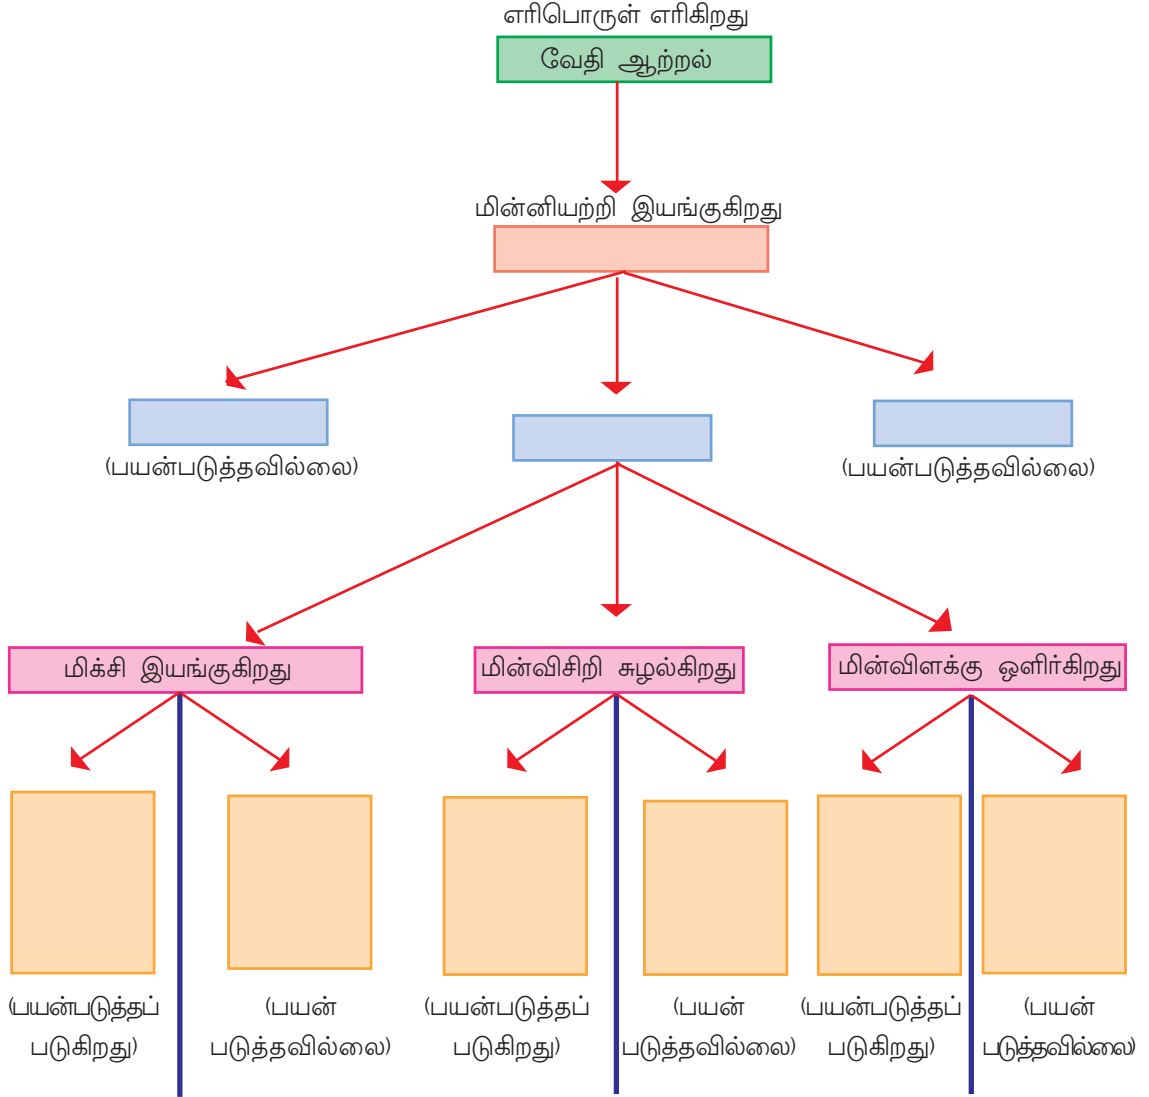 எரிபொருள் எரிகிறது
வேதி ஆற்றல்
மின்னியற்றி இயங்குகிறது
(பயன்படுத்தவில்லை)
(பயன்படுத்தவில்லை)
மிக்சி இயங்குகிறது
மின்விசிறி சுழல்கிறது
மின்விளக்கு ஒளிர்கிறது
(பயன்படுத்தப்
படுகிறது)
(பயன்
படுத்தவில்லை)
(பயன்படுத்தப்
படுகிறது)
(பயன்
படுத்தவில்லை)
(பயன்படுத்தப்
படுகிறது)
(பயன்
படுத்தவில்லை)